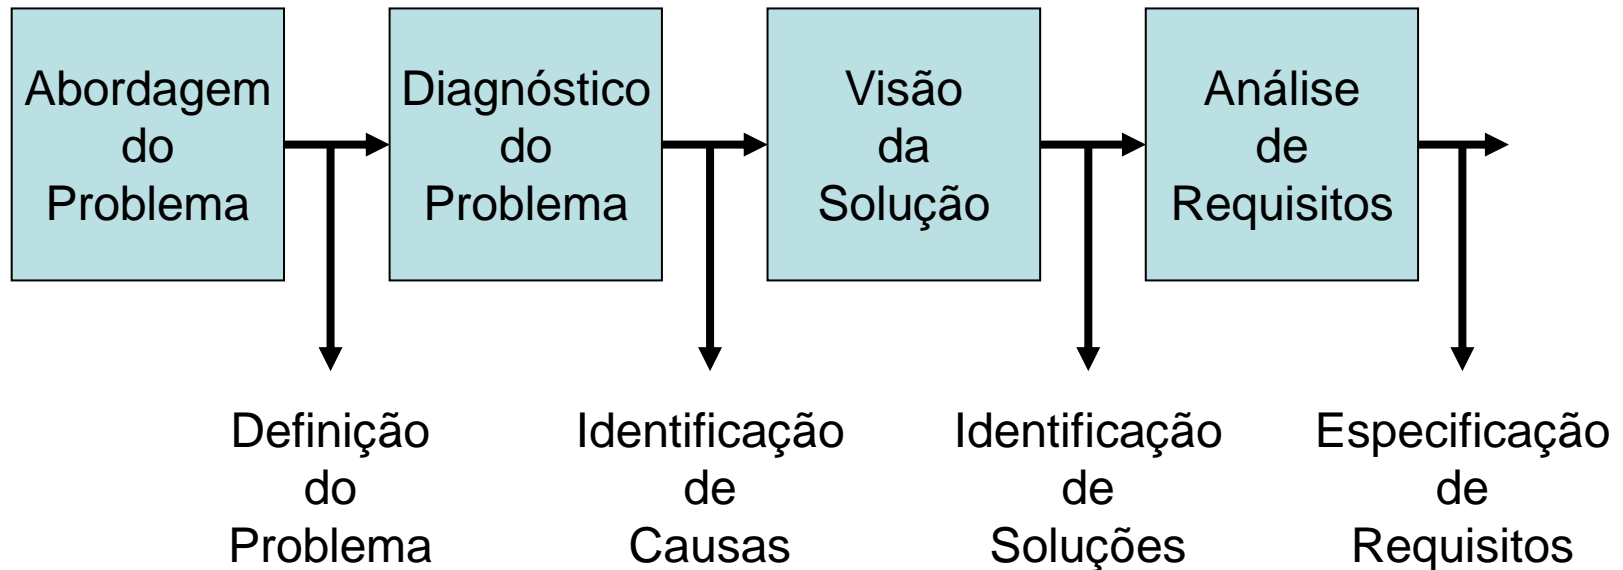 Abordagem
do
Problema
Diagnóstico
do
Problema
Visão
da
Solução
Análise
de
Requisitos
Definição
do
Problema
Identificação
de
Causas
Identificação
de
Soluções
Especificação
de
Requisitos